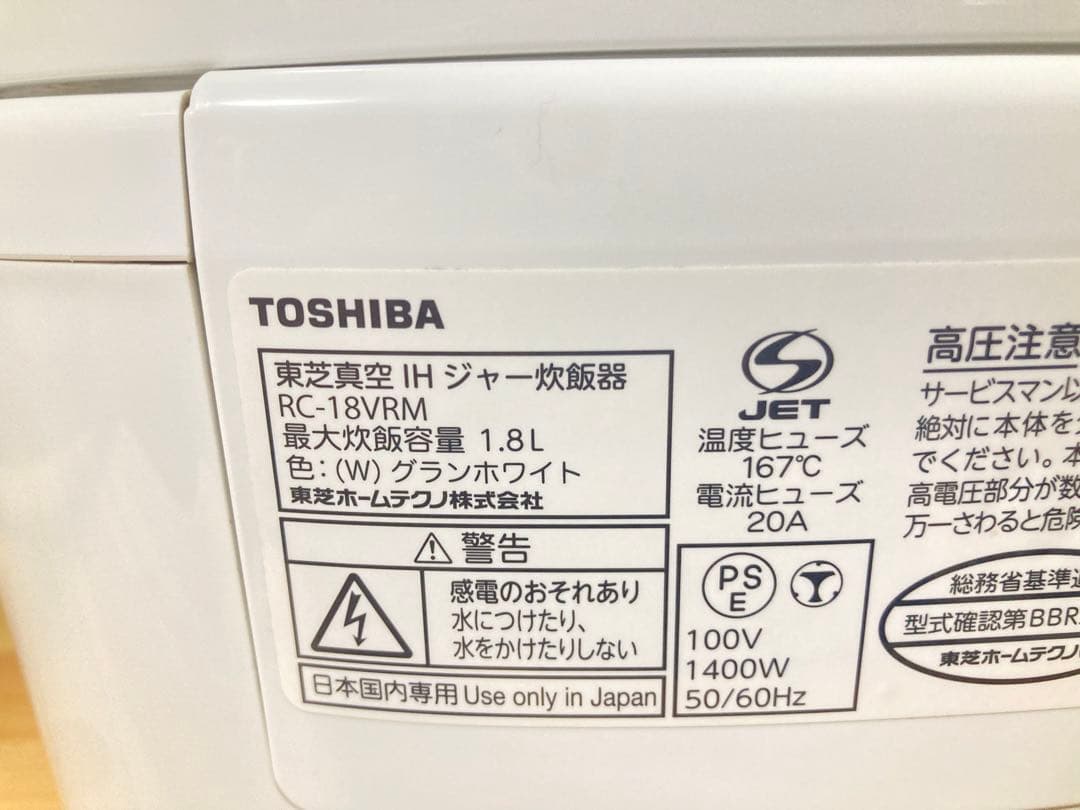 TOSHIBA
東芝真空 IH ジャー炊飯器
RC-18VRM
最大炊飯容量 1.8L
色：(W) グランホワイト
東芝ホームテクノ株式会社
警告
感電のおそれあり
水につけたり、
水をかけたりしない
日本国内専用 Use only in Japan
S
JET
温度ヒューズ
167℃
電流ヒューズ
20A
PS
E
100V
1400W
50/60Hz
高圧注意
サービスマン以
絶対に本体を
でください。本
高電圧部分が数
万一さわると危険
総務省基準
型式確認第BBR
東芝ホームテクノ